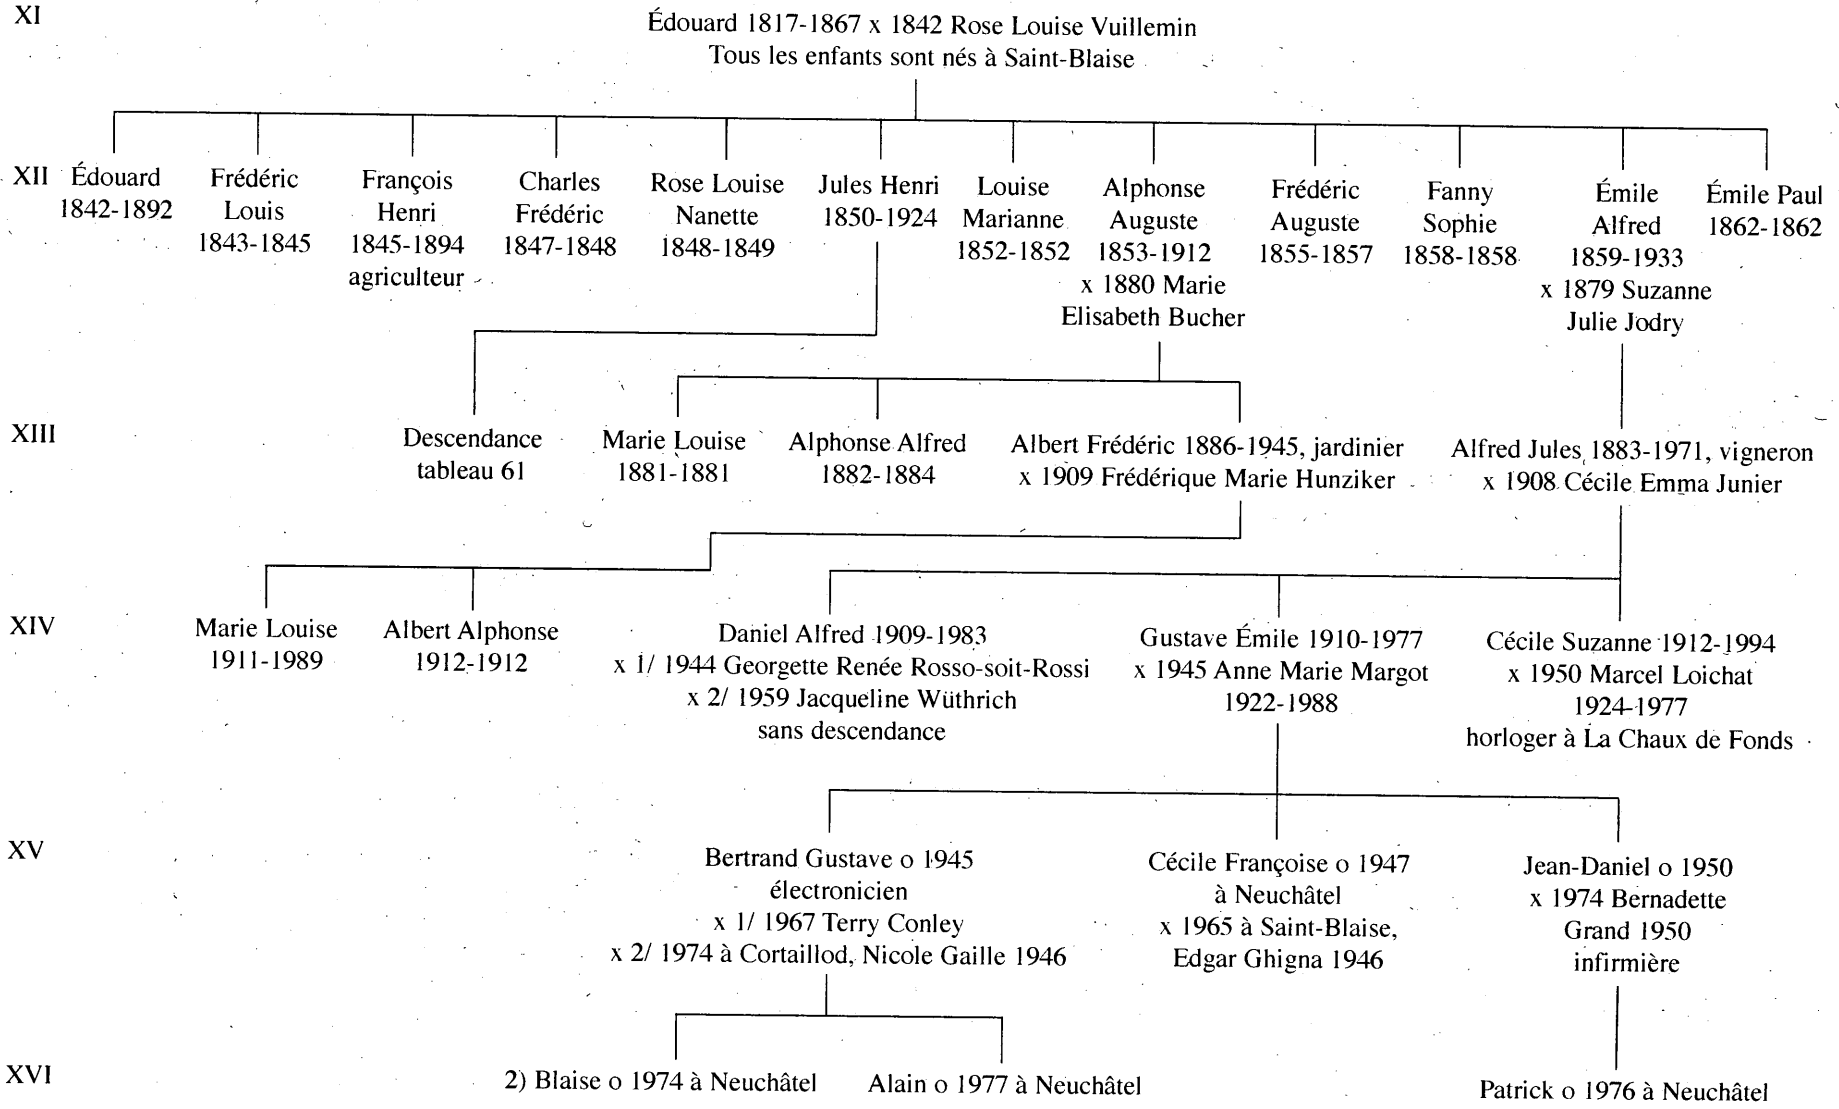 XI
Édouard 1817-1867 x 1842 Rose Louise Vuillemin
Tous les enfants sont nés à Saint-Blaise
XII
Édouard
1842-1892
Frédéric
Louis
1843-1845
François
Henri
1845-1894
agriculteur
Charles
Frédéric
1847-1848
Rose Louise
Nanette
1848-1849
Jules Henri
1850-1924
Louise
Marianne
1852-1852
Alphonse
Auguste
1853-1912
x 1880 Marie
Elisabeth Bucher
Frédéric
Auguste
1855-1857
Fanny
Sophie
1858-1858
Émile
Alfred
1859-1933
x 1879 Suzanne
Julie Jodry
Émile Paul
1862-1862
XIII
Descendance
tableau 61
Marie Louise
1881-1881
Alphonse Alfred
1882-1884
Albert Frédéric 1886-1945, jardinier
x 1909 Frédérique Marie Hunziker
Alfred Jules 1883-1971, vigneron
x 1908 Cécile Emma Junier
XIV
Marie Louise
1911-1989
Albert Alphonse
1912-1912
Daniel Alfred 1909-1983
x 1/ 1944 Georgette Renée Rosso-soit-Rossi
x 2/ 1959 Jacqueline Wüthrich
sans descendance
Gustave Émile 1910-1977
x 1945 Anne Marie Margot
1922-1988
Cécile Suzanne 1912-1994
x 1950 Marcel Loichat
1924-1977
horloger à La Chaux de Fonds
XV
Bertrand Gustave o 1945
électronicien
x 1/ 1967 Terry Conley
x 2/ 1974 à Cortaillod, Nicole Gaille 1946
Cécile Françoise o 1947
à Neuchâtel
x 1965 à Saint-Blaise,
Edgar Ghigna 1946
Jean-Daniel o 1950
x 1974 Bernadette
Grand 1950
infirmière
XVI
2) Blaise o 1974 à Neuchâtel
Alain o 1977 à Neuchâtel
Patrick o 1976 à Neuchâtel